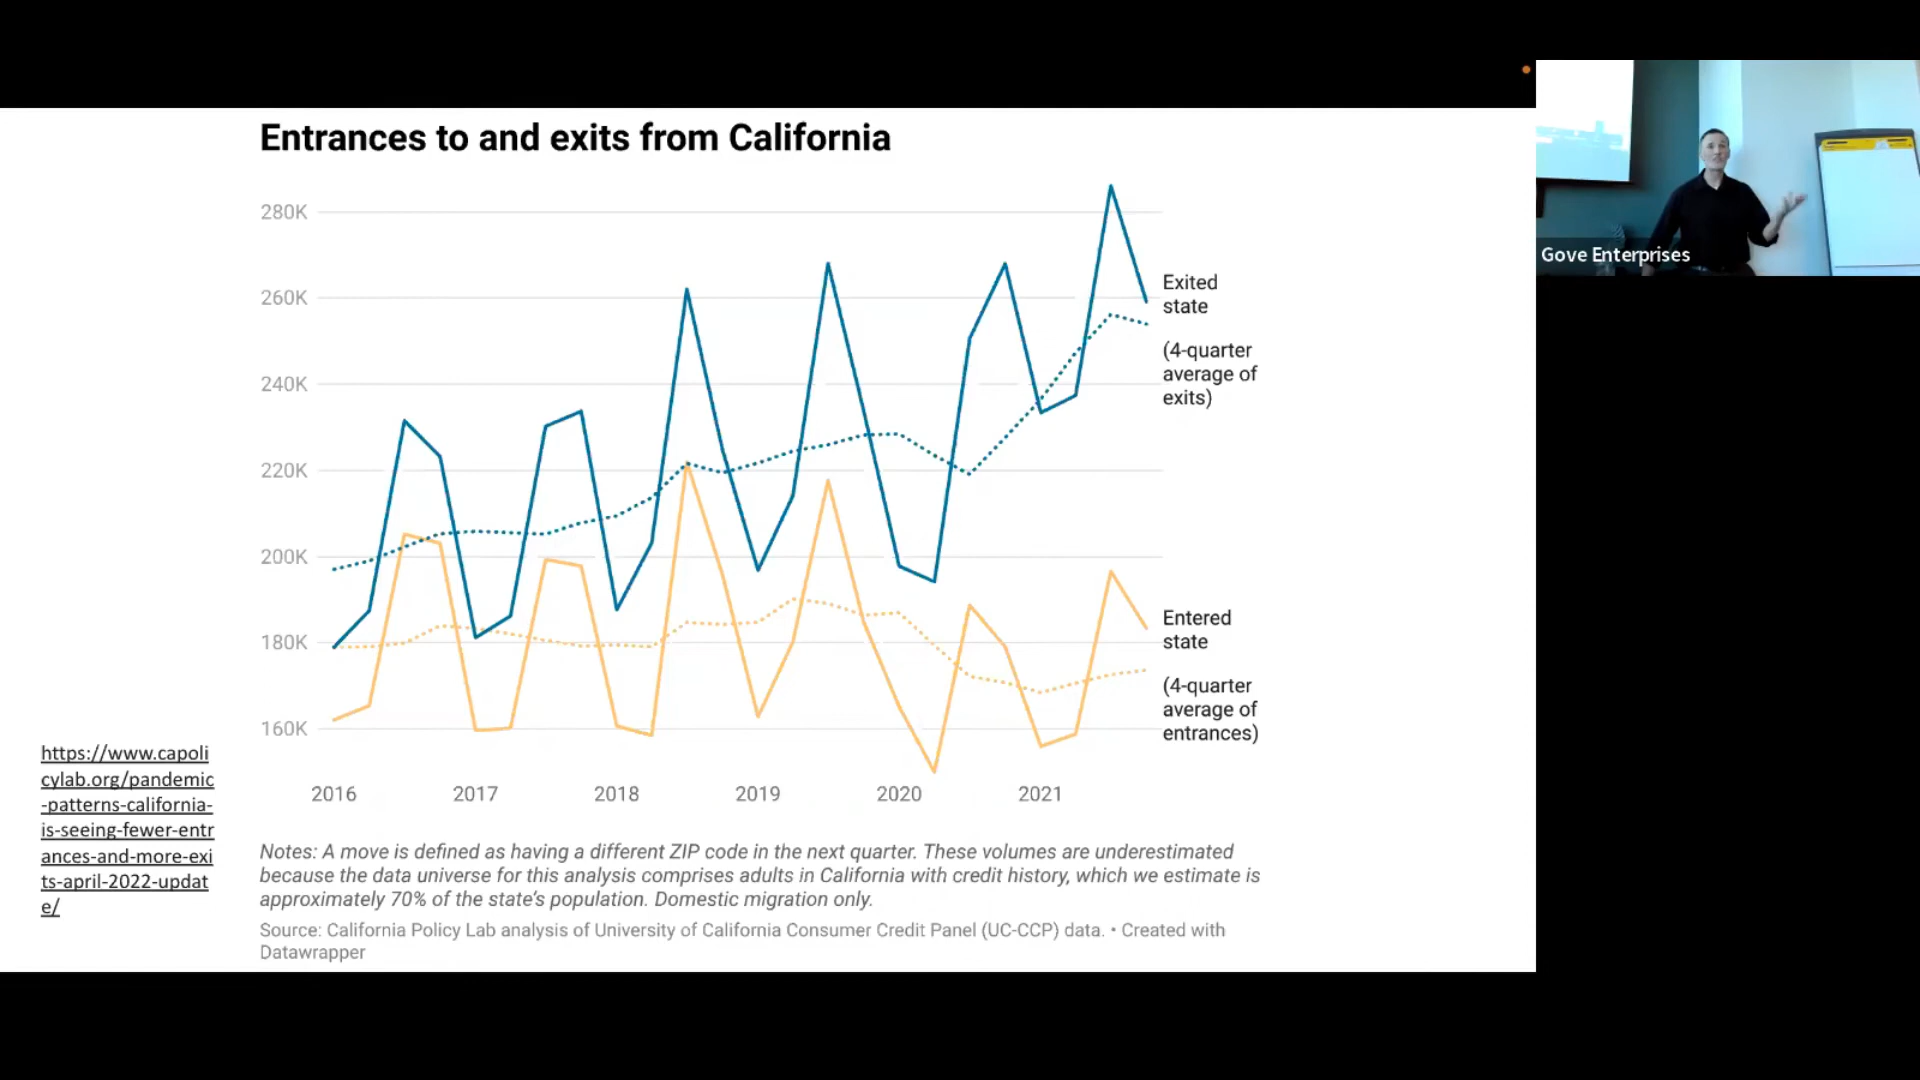 Entrances to and exits from California
280K
260K
240K
220K
200K
180K
160K
2016
2017
2018
2019
2020
2021
Exited
state
(4-quarter
average of
exits)
Entered
state
(4-quarter
average of
entrances)
https://www.capoli
cylab.org/pandemic
-patterns-california-
is-seeing-fewer-entr
ances-and-more-exi
ts-april-2022-updat
e/
Notes: A move is defined as having a different ZIP code in the next quarter. These volumes are underestimated
because the data universe for this analysis comprises adults in California with credit history, which we estimate is
approximately 70% of the state's population. Domestic migration only.
Source: California Policy Lab analysis of University of California Consumer Credit Panel (UC-CCP) data. • Created with
Datawrapper
Gove Enterprises